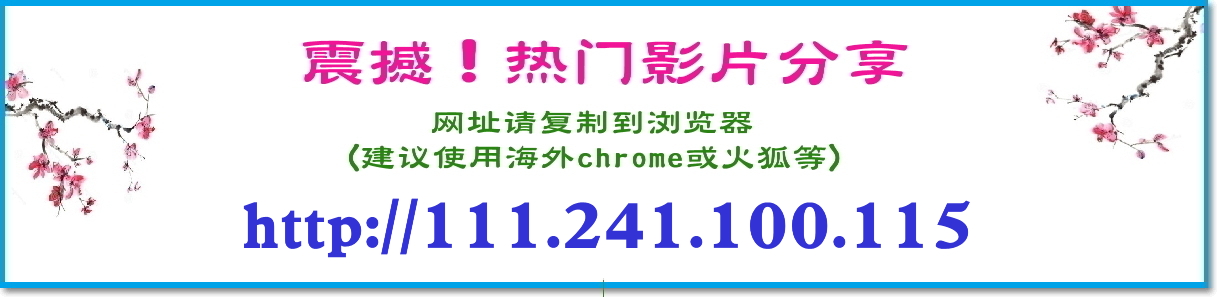 震撼！热门影片分享
网址请复制到浏览器
(建议使用海外chrome或火狐等)
http://111.241.100.115